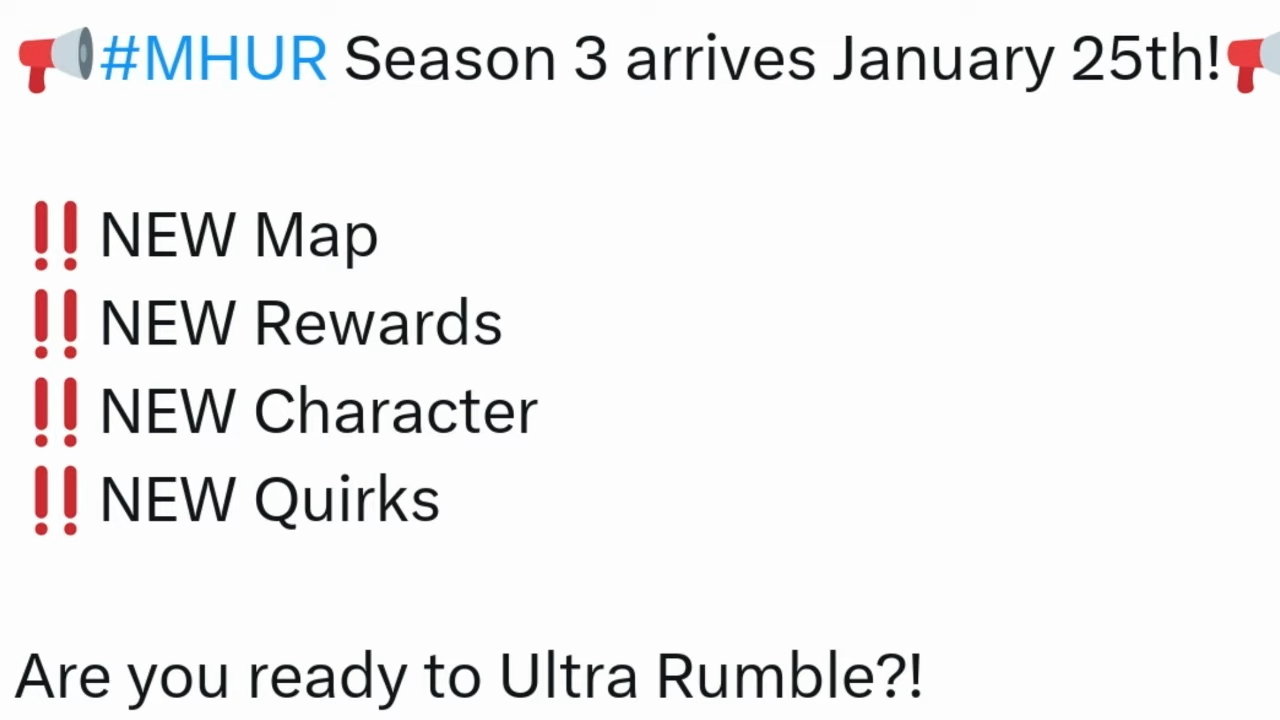 📢#MHUR Season 3 arrives January 25th!📢
‼️NEW Map
‼️NEW Rewards
‼️NEW Character
‼️NEW Quirks
Are you ready to Ultra Rumble?!